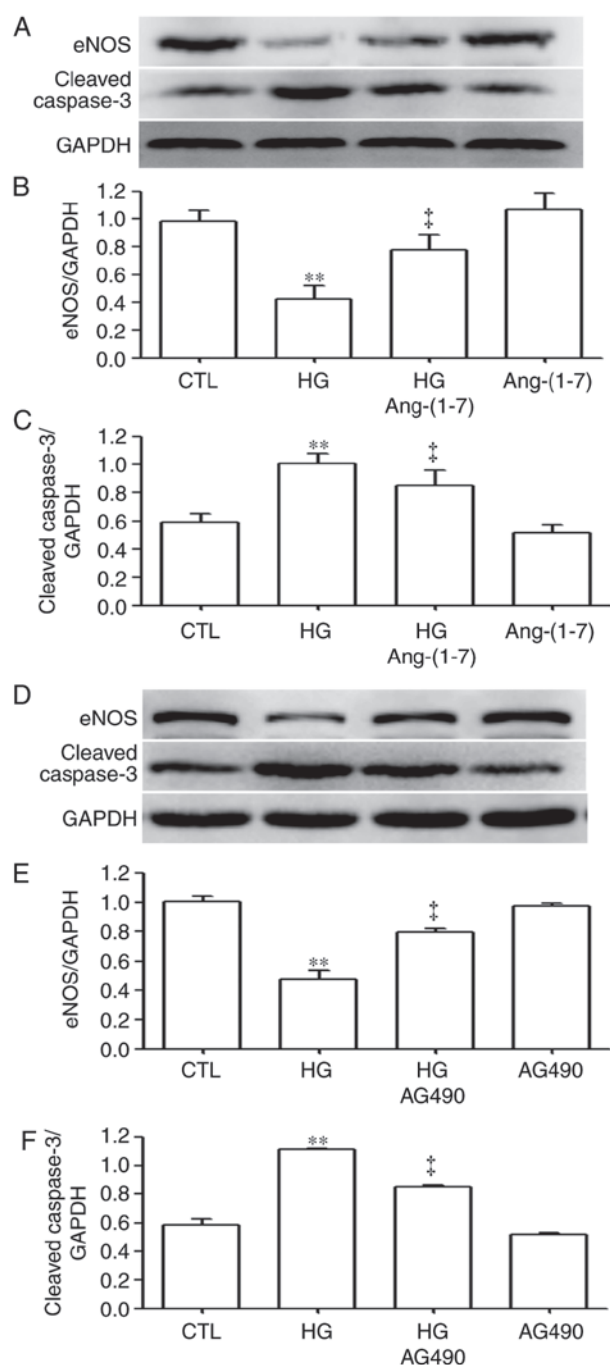 A
eNOS
Cleaved
caspase-3
GAPDH
B
eNOS/GAPDH
1.2
1.0
0.8
0.6
0.4
0.2
0.0
**
‡
CTL HG HG Ang-(1-7)
Ang-(1-7)
C
Cleaved caspase-3/
GAPDH
1.2
1.0
0.8
0.6
0.4
0.2
0.0
**
‡
CTL HG HG Ang-(1-7)
Ang-(1-7)
D
eNOS
Cleaved
caspase-3
GAPDH
E
eNOS/GAPDH
1.2
1.0
0.8
0.6
0.4
0.2
0.0
**
‡
CTL HG HG AG490
AG490
F
Cleaved caspase-3/
GAPDH
1.2
1.0
0.8
0.6
0.4
0.2
0.0
**
‡
CTL HG HG AG490
AG490